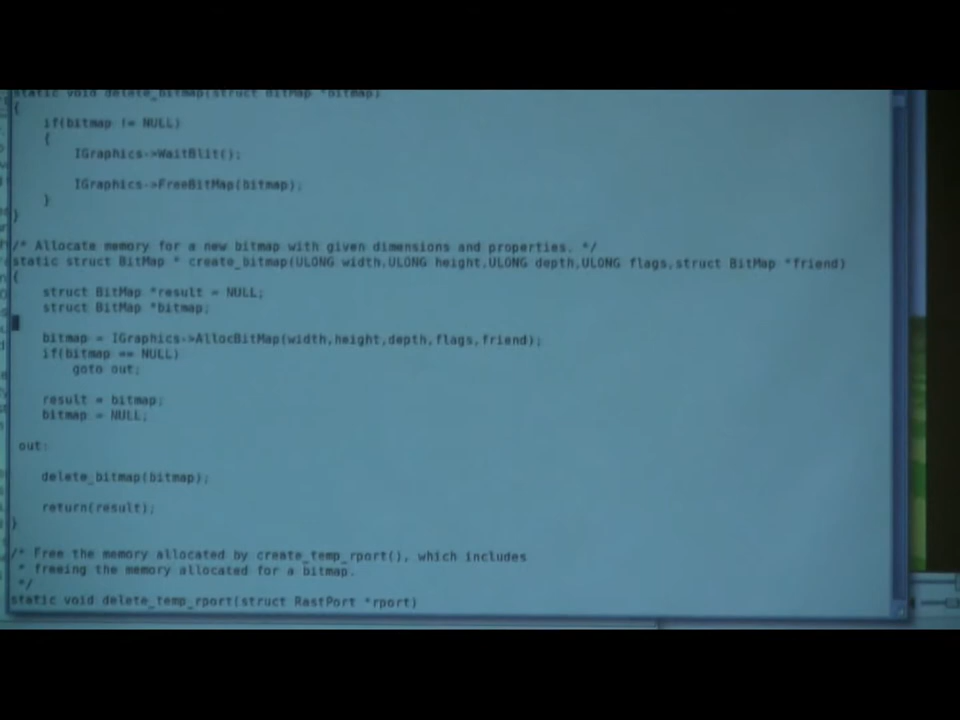 static void delete_bitmap(struct BitMap *bitmap)
{
if(bitmap != NULL)
{
IGraphics->WaitBlit();
IGraphics->FreeBitMap(bitmap);
}
}
/* Allocate memory for a new bitmap with given dimensions and properties. */
static struct BitMap * create_bitmap(ULONG width,ULONG height,ULONG depth,ULONG flags,struct BitMap *friend)
{
struct BitMap *result = NULL;
struct BitMap *bitmap;
bitmap = IGraphics->AllocBitMap(width,height,depth,flags,friend);
if(bitmap == NULL)
goto out;
result = bitmap;
bitmap = NULL;
out:
delete_bitmap(bitmap);
return(result);
}
/* Free the memory allocated by create_temp_rport(), which includes
* freeing the memory allocated for a bitmap.
*/
static void delete_temp_rport(struct RastPort *rport)